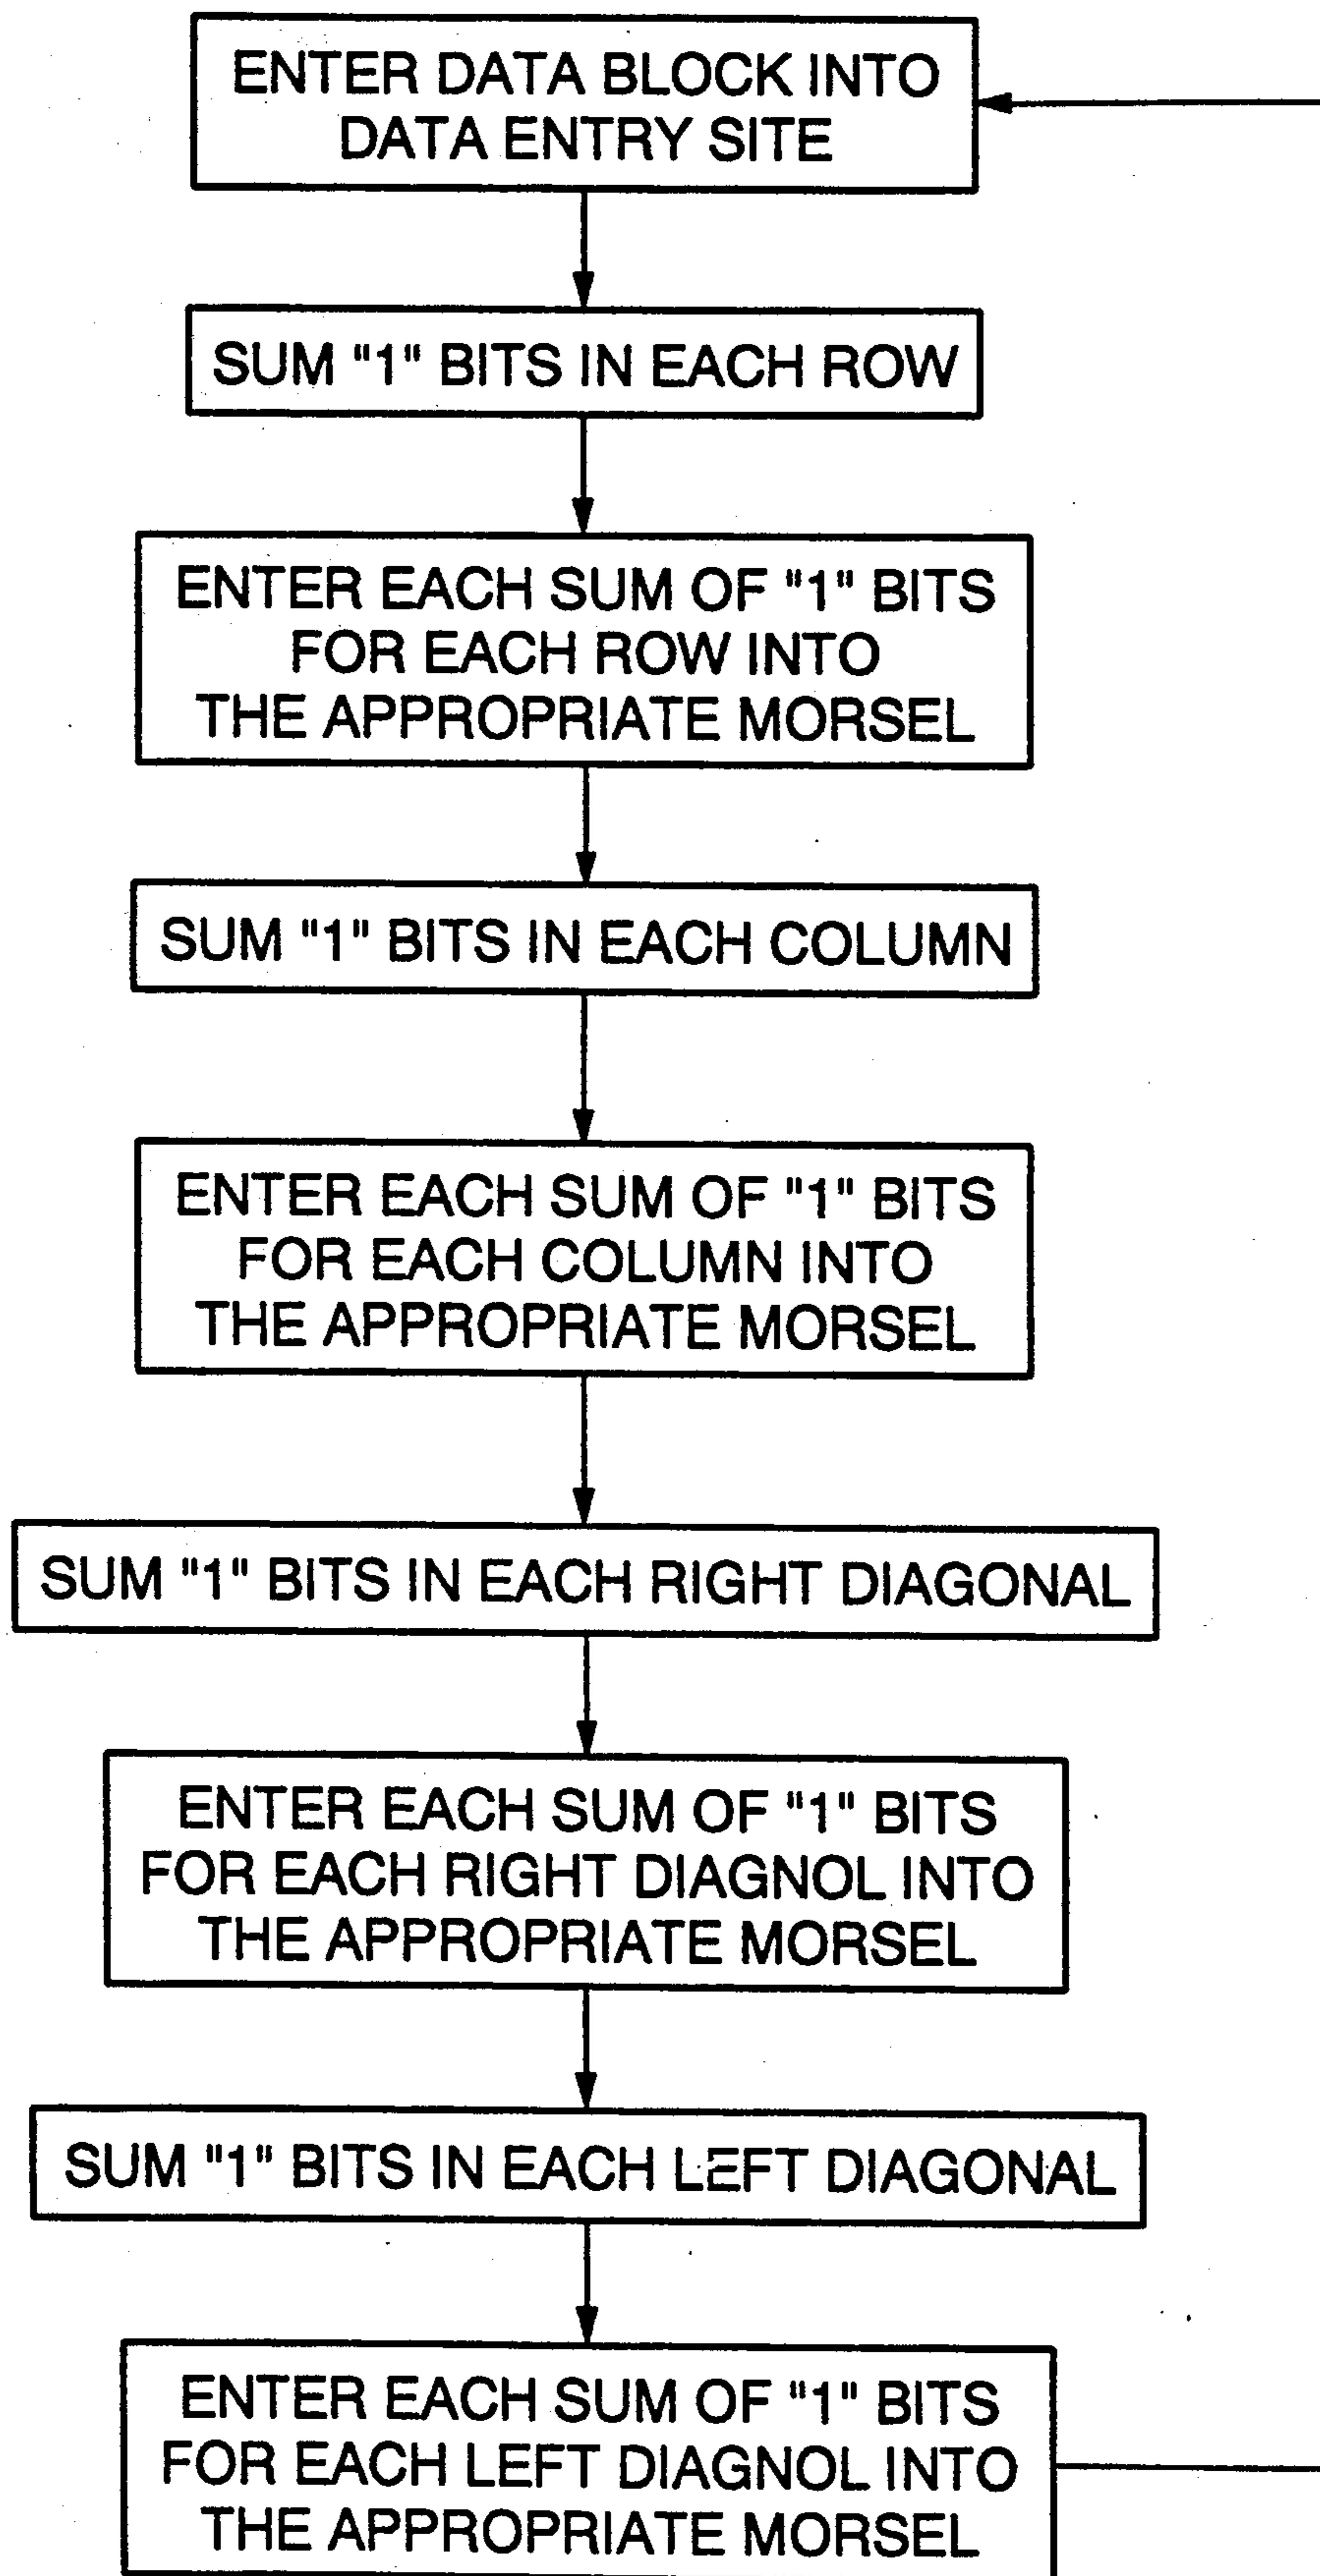 ENTER DATA BLOCK INTO
DATA ENTRY SITE
SUM "1" BITS IN EACH ROW
ENTER EACH SUM OF "1" BITS
FOR EACH ROW INTO
THE APPROPRIATE MORSEL
SUM "1" BITS IN EACH COLUMN
ENTER EACH SUM OF "1" BITS
FOR EACH COLUMN INTO
THE APPROPRIATE MORSEL
SUM "1" BITS IN EACH RIGHT DIAGONAL
ENTER EACH SUM OF "1" BITS
FOR EACH RIGHT DIAGNOL INTO
THE APPROPRIATE MORSEL
SUM "1" BITS IN EACH LEFT DIAGONAL
ENTER EACH SUM OF "1" BITS
FOR EACH LEFT DIAGNOL INTO
THE APPROPRIATE MORSEL